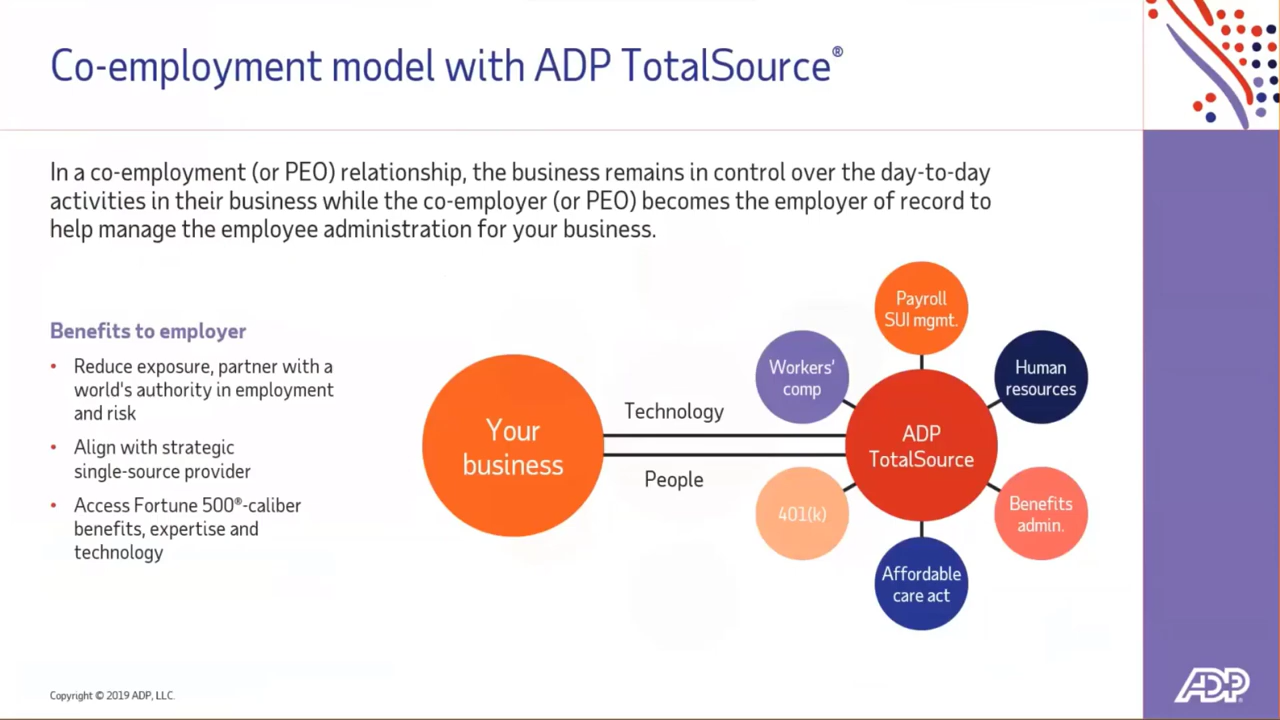 Co-employment model with ADP TotalSource®
In a co-employment (or PEO) relationship, the business remains in control over the day-to-day
activities in their business while the co-employer (or PEO) becomes the employer of record to
help manage the employee administration for your business.
Benefits to employer
• Reduce exposure, partner with a
world's authority in employment
and risk
• Align with strategic
single-source provider
• Access Fortune 500®-caliber
benefits, expertise and
technology
Your
business
Technology
People
ADP
TotalSource
Payroll
SUI mgmt.
Human
resources
Benefits
admin.
Affordable
care act
401(k)
Workers'
comp
Copyright © 2019 ADP, LLC.
ADP